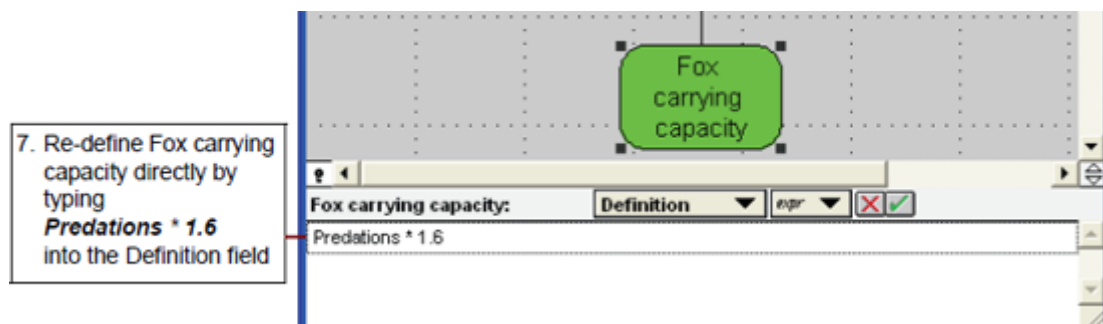 Fox
carrying
capacity
7. Re-define Fox carrying
capacity directly by
typing
Predations * 1.6
into the Definition field
Fox carrying capacity: Definition expr
Predations * 1.6